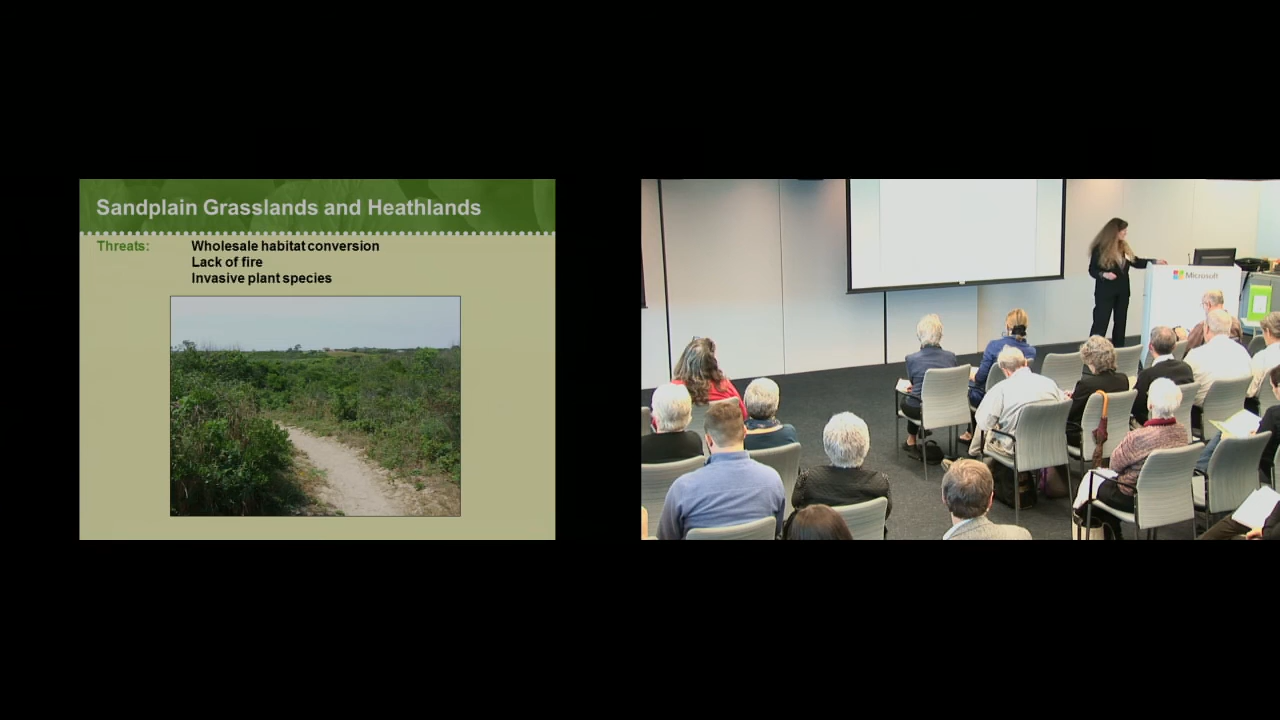 Sandplain Grasslands and Heathlands
Threats: Wholesale habitat conversion
Lack of fire
Invasive plant species
Microsoft